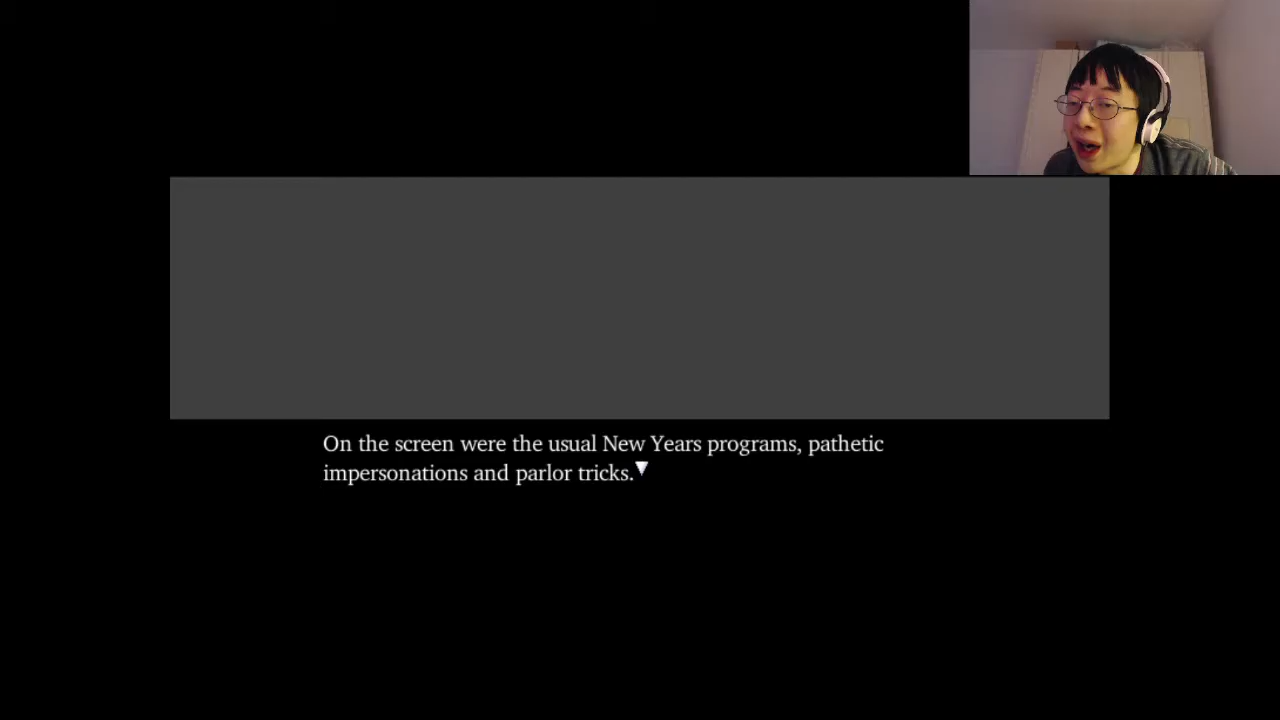 On the screen were the usual New Years programs, pathetic
impersonations and parlor tricks.